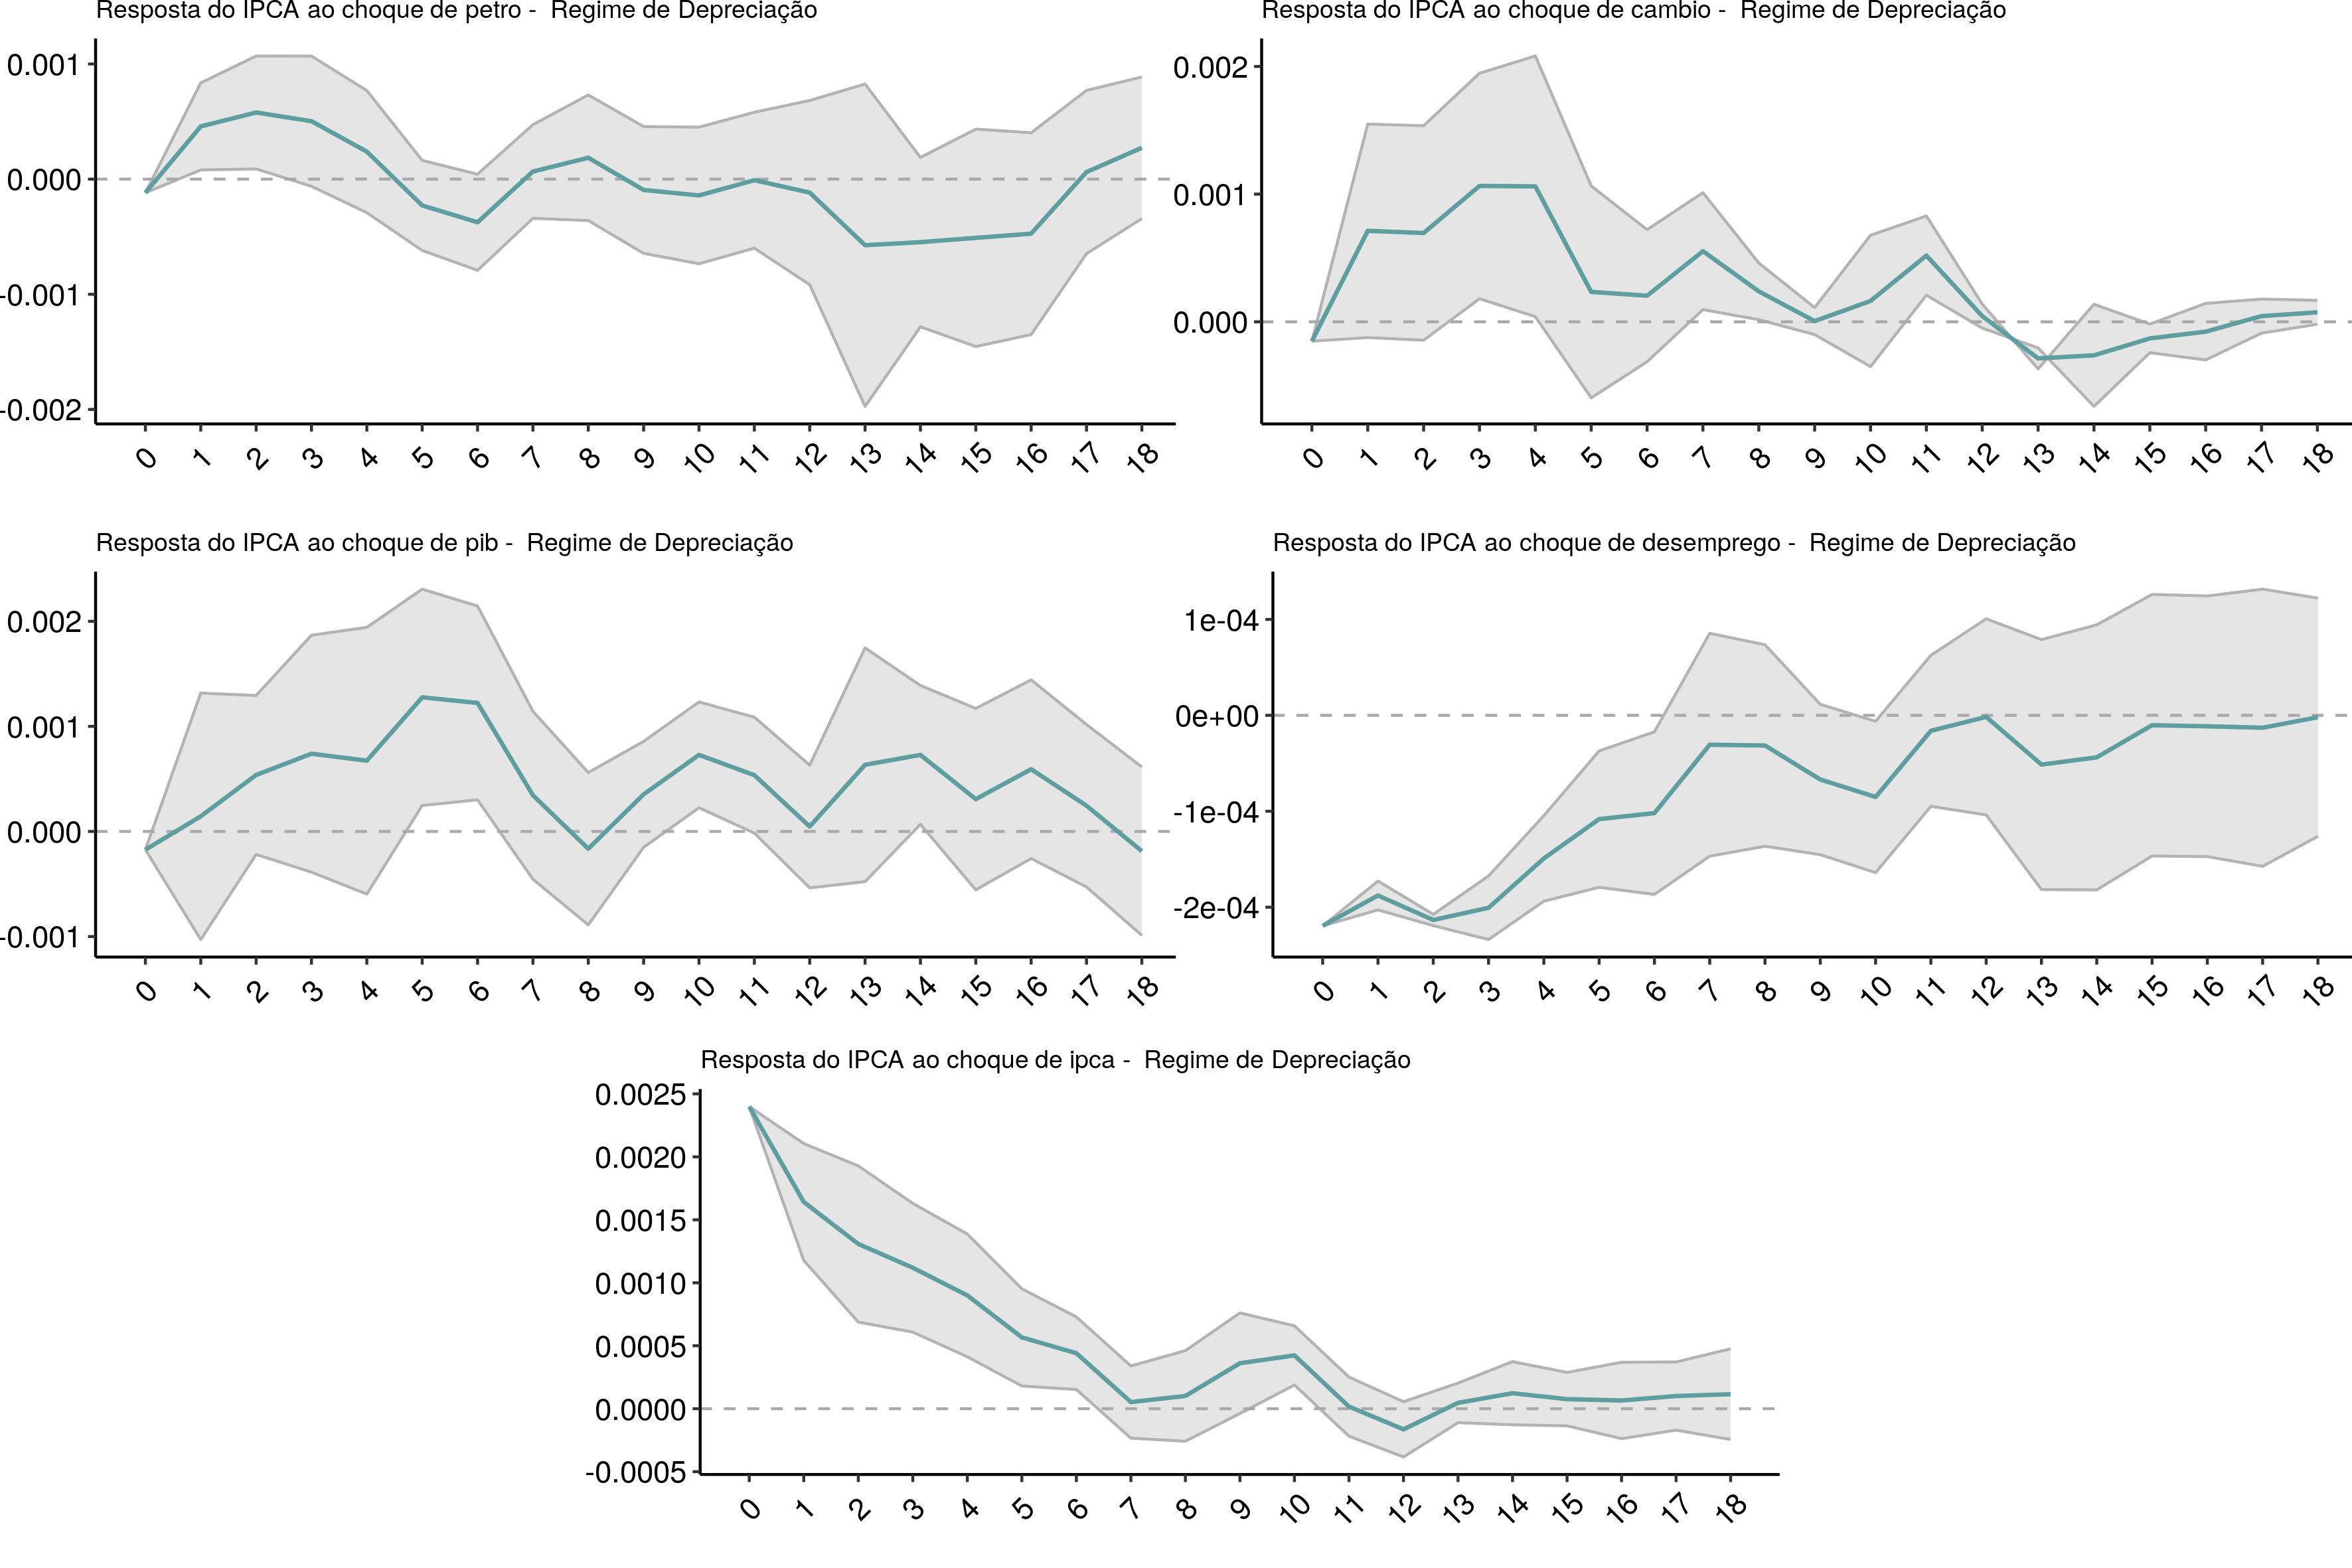 Resposta do IPCA ao choque de petro - Regime de Depreciação
0.001
0.000
-0.001
-0.002
0 1 2 3 4 5 6 7 8 9 10 11 12 13 14 15 16 17 18
Resposta do IPCA ao choque de cambio - Regime de Depreciação
0.002
0.001
0.000
0 1 2 3 4 5 6 7 8 9 10 11 12 13 14 15 16 17 18
Resposta do IPCA ao choque de pib - Regime de Depreciação
0.002
0.001
0.000
-0.001
0 1 2 3 4 5 6 7 8 9 10 11 12 13 14 15 16 17 18
Resposta do IPCA ao choque de desemprego - Regime de Depreciação
1e-04
0e+00
-1e-04
-2e-04
0 1 2 3 4 5 6 7 8 9 10 11 12 13 14 15 16 17 18
Resposta do IPCA ao choque de ipca - Regime de Depreciação
0.0025
0.0020
0.0015
0.0010
0.0005
0.0000
-0.0005
0 1 2 3 4 5 6 7 8 9 10 11 12 13 14 15 16 17 18